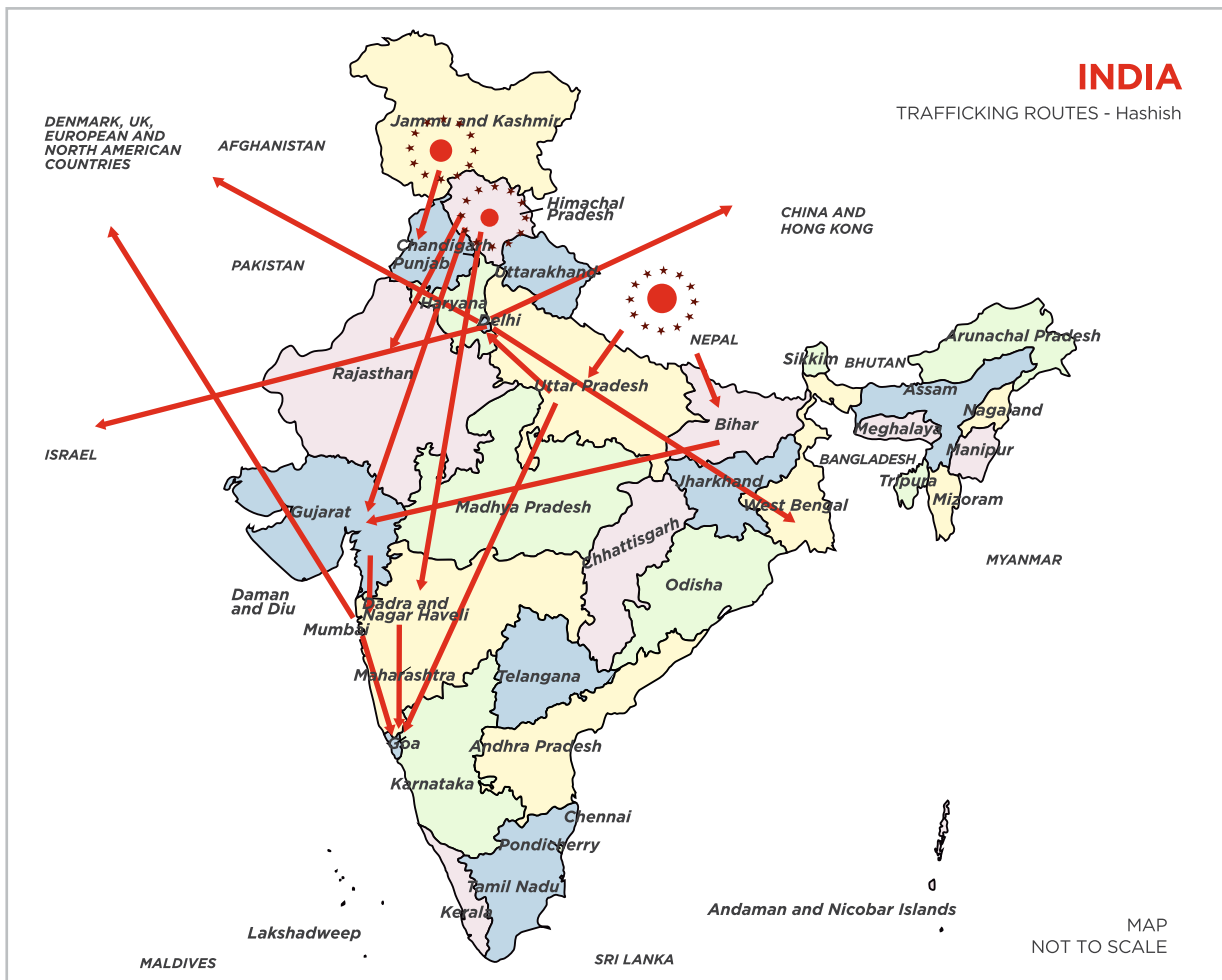 INDIA
TRAFFICKING ROUTES - Hashish
DENMARK, UK,
EUROPEAN AND
NORTH AMERICAN
COUNTRIES
AFGHANISTAN
Jammu and Kashmir
Himachal
Pradesh
CHINA AND
HONG KONG
PAKISTAN
Chandigarh
Punjab
Uttarakhand
Haryana
Delhi
NEPAL
Rajasthan
Uttar Pradesh
Sikkim
BHUTAN
Arunachal Pradesh
Assam
Nagaland
Meghalaya
Manipur
ISRAEL
Bihar
BANGLADESH
Tripura
Mizoram
Gujarat
Madhya Pradesh
Jharkhand
West Bengal
Chhattisgarh
MYANMAR
Odisha
Daman
and Diu
Dadra and
Nagar Haveli
Mumbai
Maharashtra
Telangana
Goa
Andhra Pradesh
Karnataka
Chennai
Pondicherry
Tamil Nadu
Kerala
Andaman and Nicobar Islands
Lakshadweep
MALDIVES
SRI LANKA
MAP
NOT TO SCALE